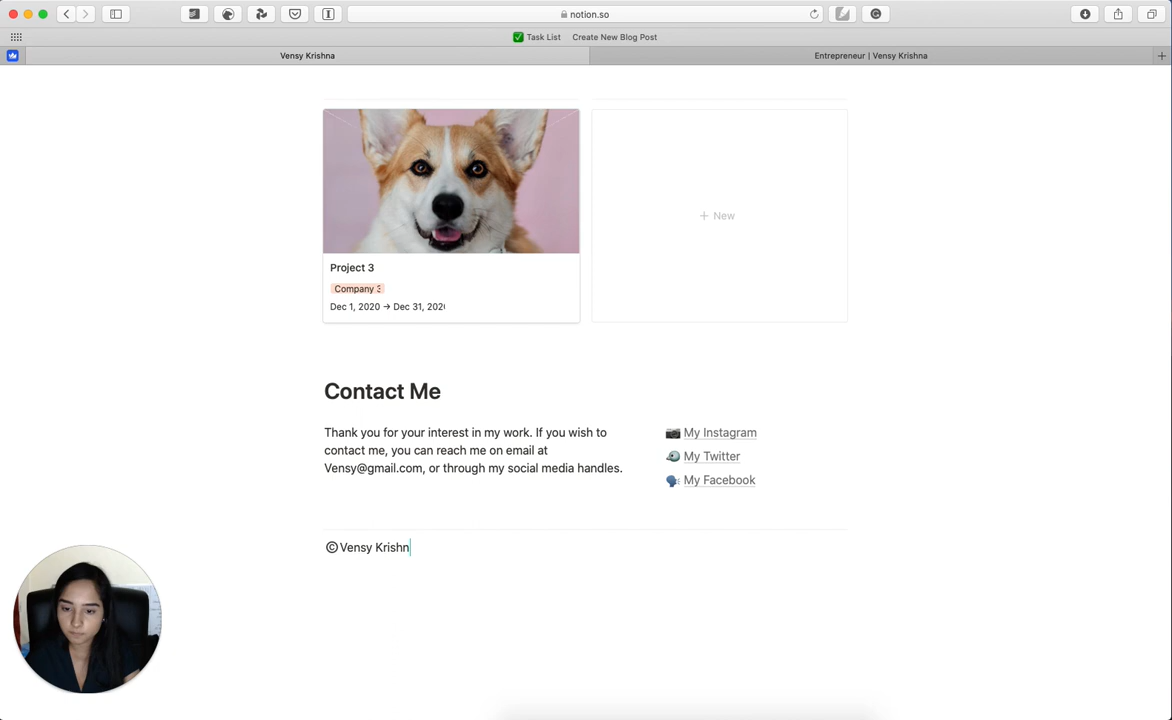 notion.so
Task List Create New Blog Post
Vensy Krishna Entrepreneur | Vensy Krishna
+ New
Project 3
Company 3
Dec 1, 2020 → Dec 31, 202
Contact Me
Thank you for your interest in my work. If you wish to
contact me, you can reach me on email at
Vensy@gmail.com, or through my social media handles.
My Instagram
My Twitter
My Facebook
©Vensy Krishn